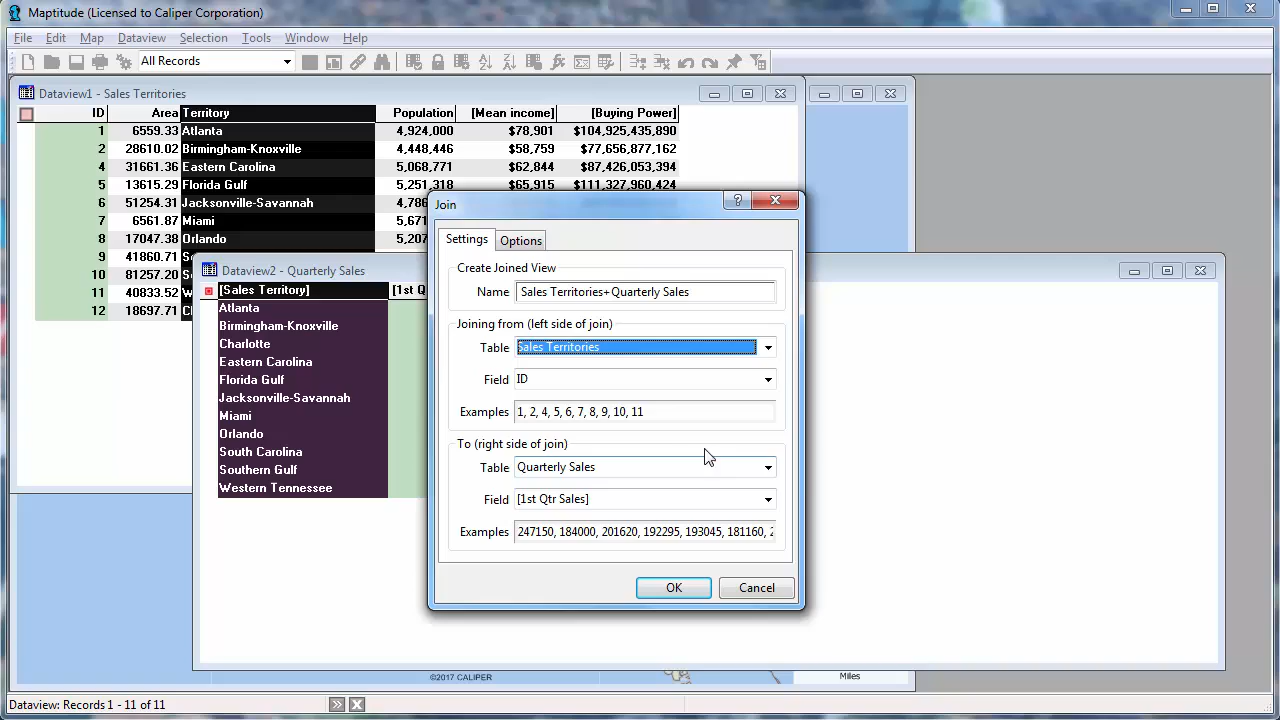 Maptitude (Licensed to Caliper Corporation)
File Edit Map Dataview Selection Tools Window Help
All Records
Dataview1 - Sales Territories
ID Area Territory Population [Mean income] [Buying Power]
1 6559.33 Atlanta 4,924,000 $78,901 $104,925,435,890
2 28610.02 Birmingham-Knoxville 4,448,446 $58,759 $77,656,877,162
4 31661.36 Eastern Carolina 5,068,771 $62,844 $87,426,053,394
5 13615.29 Florida Gulf 5,251,318 $65,915 $111,327,960,424
6 51254.31 Jacksonville-Savannah 4,786
7 6561.87 Miami 5,671
8 17047.38 Orlando 5,207
9 41860.71
10 81257.20
11 40833.52
12 18697.71
Dataview2 - Quarterly Sales
[Sales Territory] [1st Q
Atlanta
Birmingham-Knoxville
Charlotte
Eastern Carolina
Florida Gulf
Jacksonville-Savannah
Miami
Orlando
South Carolina
Southern Gulf
Western Tennessee
Join
Settings Options
Create Joined View
Name Sales Territories+Quarterly Sales
Joining from (left side of join)
Table Sales Territories
Field ID
Examples 1, 2, 4, 5, 6, 7, 8, 9, 10, 11
To (right side of join)
Table Quarterly Sales
Field [1st Qtr Sales]
Examples 247150, 184000, 201620, 192295, 193045, 181160, 2
OK Cancel
©2017 CALIPER
Miles
Dataview: Records 1 - 11 of 11